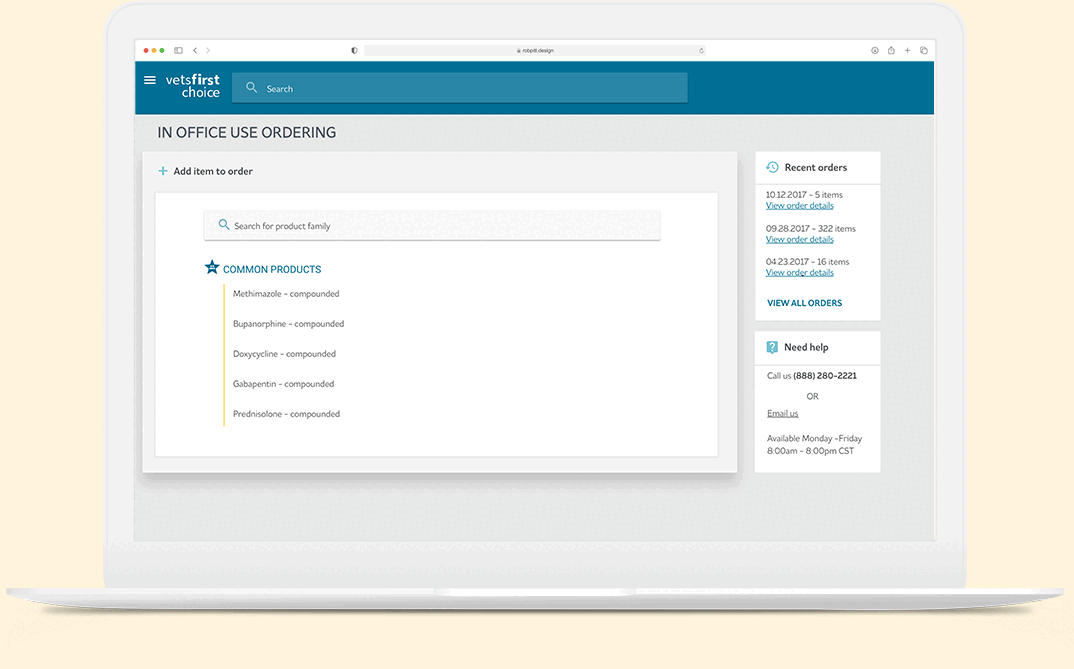 robpitt.design
vetsfirst
choice
Search
IN OFFICE USE ORDERING
Add item to order
Search for product family
COMMON PRODUCTS
Methimazole - compounded
Bupanorphine - compounded
Doxycycline - compounded
Gabapentin - compounded
Prednisolone - compounded
Recent orders
10.12.2017 - 5 items
View order details
09.28.2017 - 322 items
View order details
04.23.2017 - 16 items
View order details
VIEW ALL ORDERS
? Need help
Call us (888) 280-2221
OR
Email us
Available Monday -Friday
8:00am - 8:00pm CST